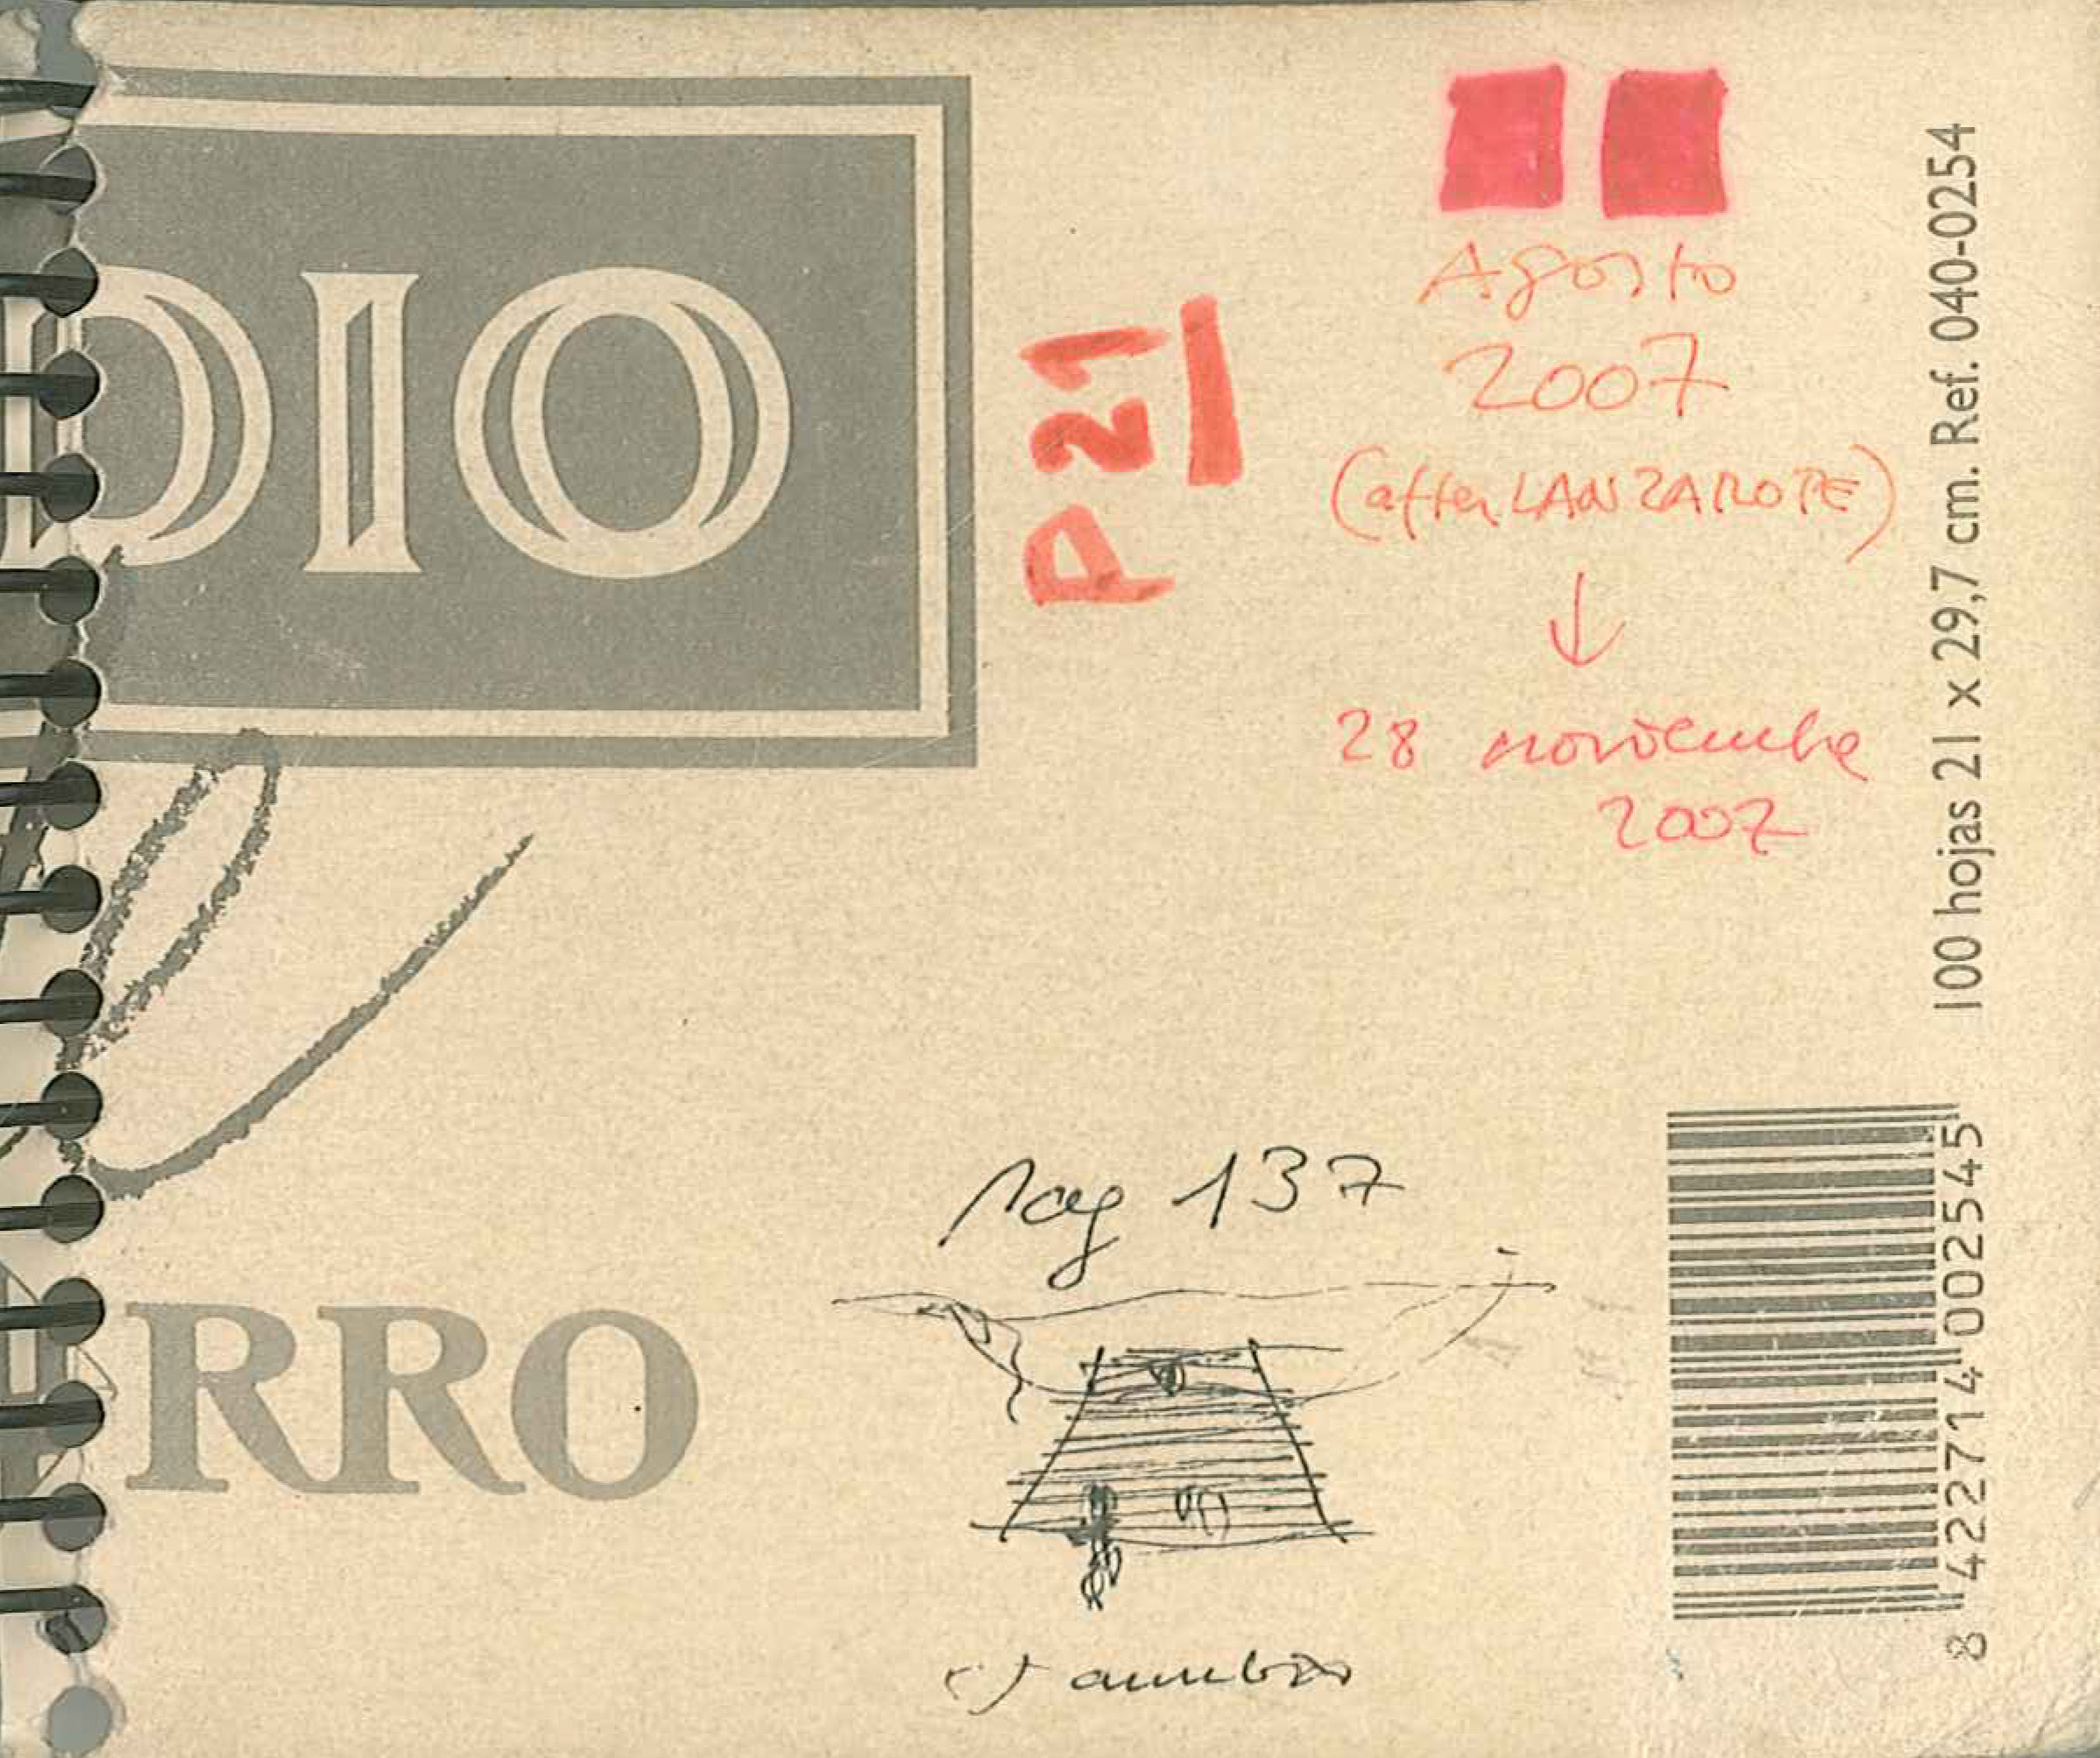 DIO
P21
Agosto
2007
(after LANZAROTE)
↓
28 noviembre
2007
100 hojas 21 x 29,7 cm. Ref. 040-0254
8 422714 002545
RRO
pag 137